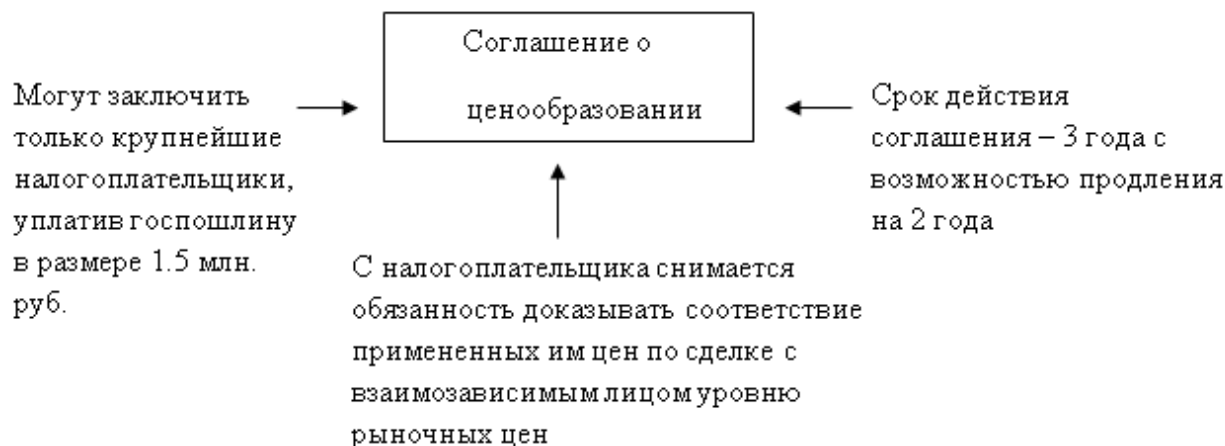 Соглашение о
ценообразовании
Могут заключить
только крупнейшие
налогоплательщики,
уплатив госпошлину
в размере 1.5 млн.
руб.
Срок действия
соглашения – 3 года с
возможностью продления
на 2 года
С налогоплательщика снимается
обязанность доказывать соответствие
примененных им цен по сделке с
взаимозависимым лицом уровню
рыночных цен